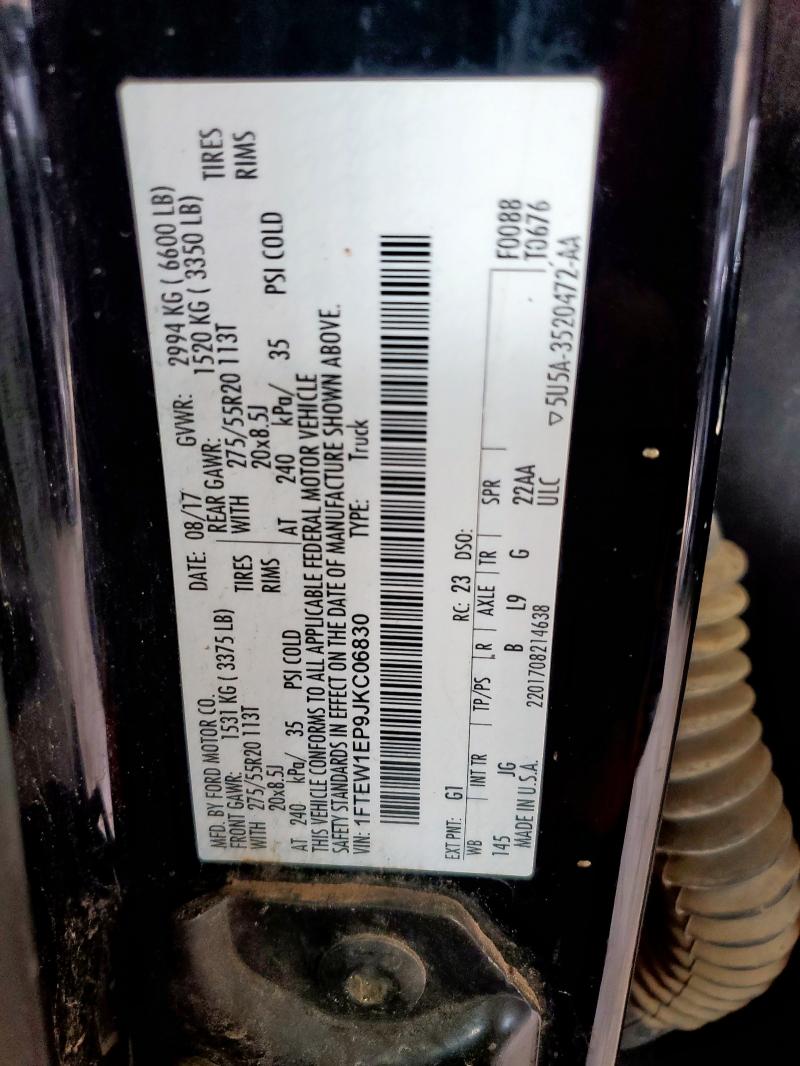 MFD. BY FORD MOTOR CO. DATE: 08/17 GVWR: 2994 KG ( 6600 LB)
FRONT GAWR: 1531 KG ( 3375 LB) REAR GAWR: 1520 KG ( 3350 LB)
WITH 275/55R20 113T TIRES WITH 275/55R20 113T TIRES
20x8.5J RIMS 20x8.5J RIMS
AT 240 kPa/ 35 PSI COLD AT 240 kPa/ 35 PSI COLD
THIS VEHICLE CONFORMS TO ALL APPLICABLE FEDERAL MOTOR VEHICLE
SAFETY STANDARDS IN EFFECT ON THE DATE OF MANUFACTURE SHOWN ABOVE.
VIN: 1FTEW1EP9JKC06830 TYPE: Truck
EXT PNT: G1 RC: 23 DSO:
WB INT TR TP/PS R AXLE TR SPR F0088
145 JG B L9 G 22AA T0676
ULC
MADE IN U.S.A. 2201708214638 ▽5U5A-3520472-AA